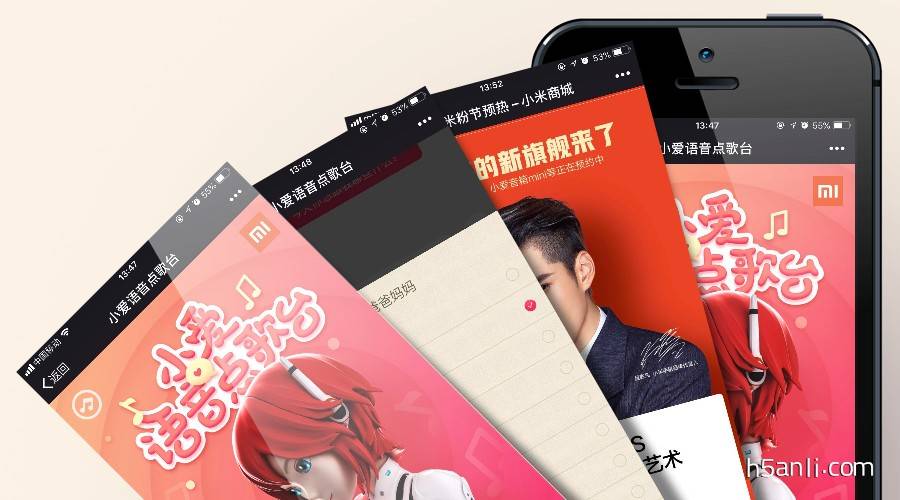 中国移动
13:47
55%
返回
小爱语音点歌台
mi
小爱
语音点歌台
13:48
53%
小爱语音点歌台
爸爸妈妈
13:52
53%
米粉节预热 – 小米商城
的新旗舰来了
小爱音箱mini等正在预约中
S
艺术
13:47
55%
小爱语音点歌台
mi
小爱
点歌台
h5anli.com